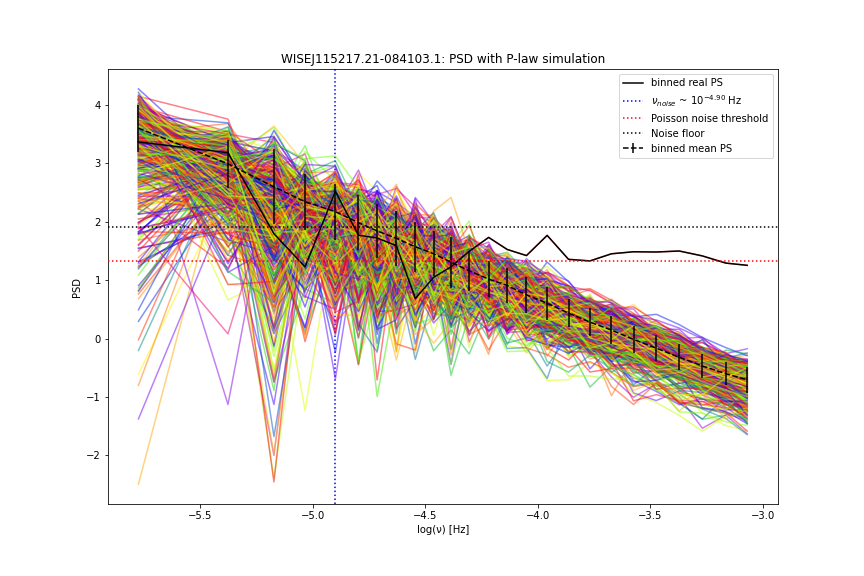 WISEJ115217.21-084103.1: PSD with P-law simulation
binned real PS
ν_noise ~ 10^−4.90 Hz
Poisson noise threshold
Noise floor
binned mean PS
PSD
4
3
2
1
0
−1
−2
−5.5 −5.0 −4.5 −4.0 −3.5 −3.0
log(ν) [Hz]